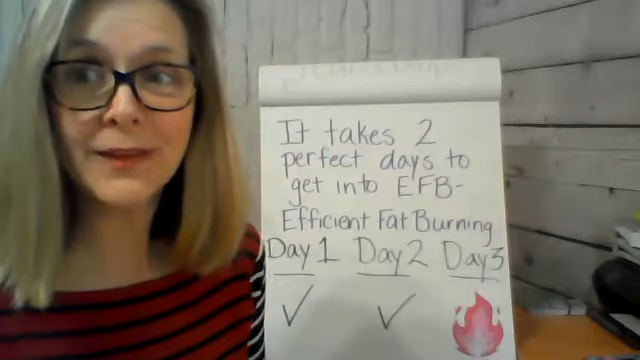 It takes 2
perfect days to
get into EFB-
Efficient Fat Burning
Day 1 Day 2 Day 3